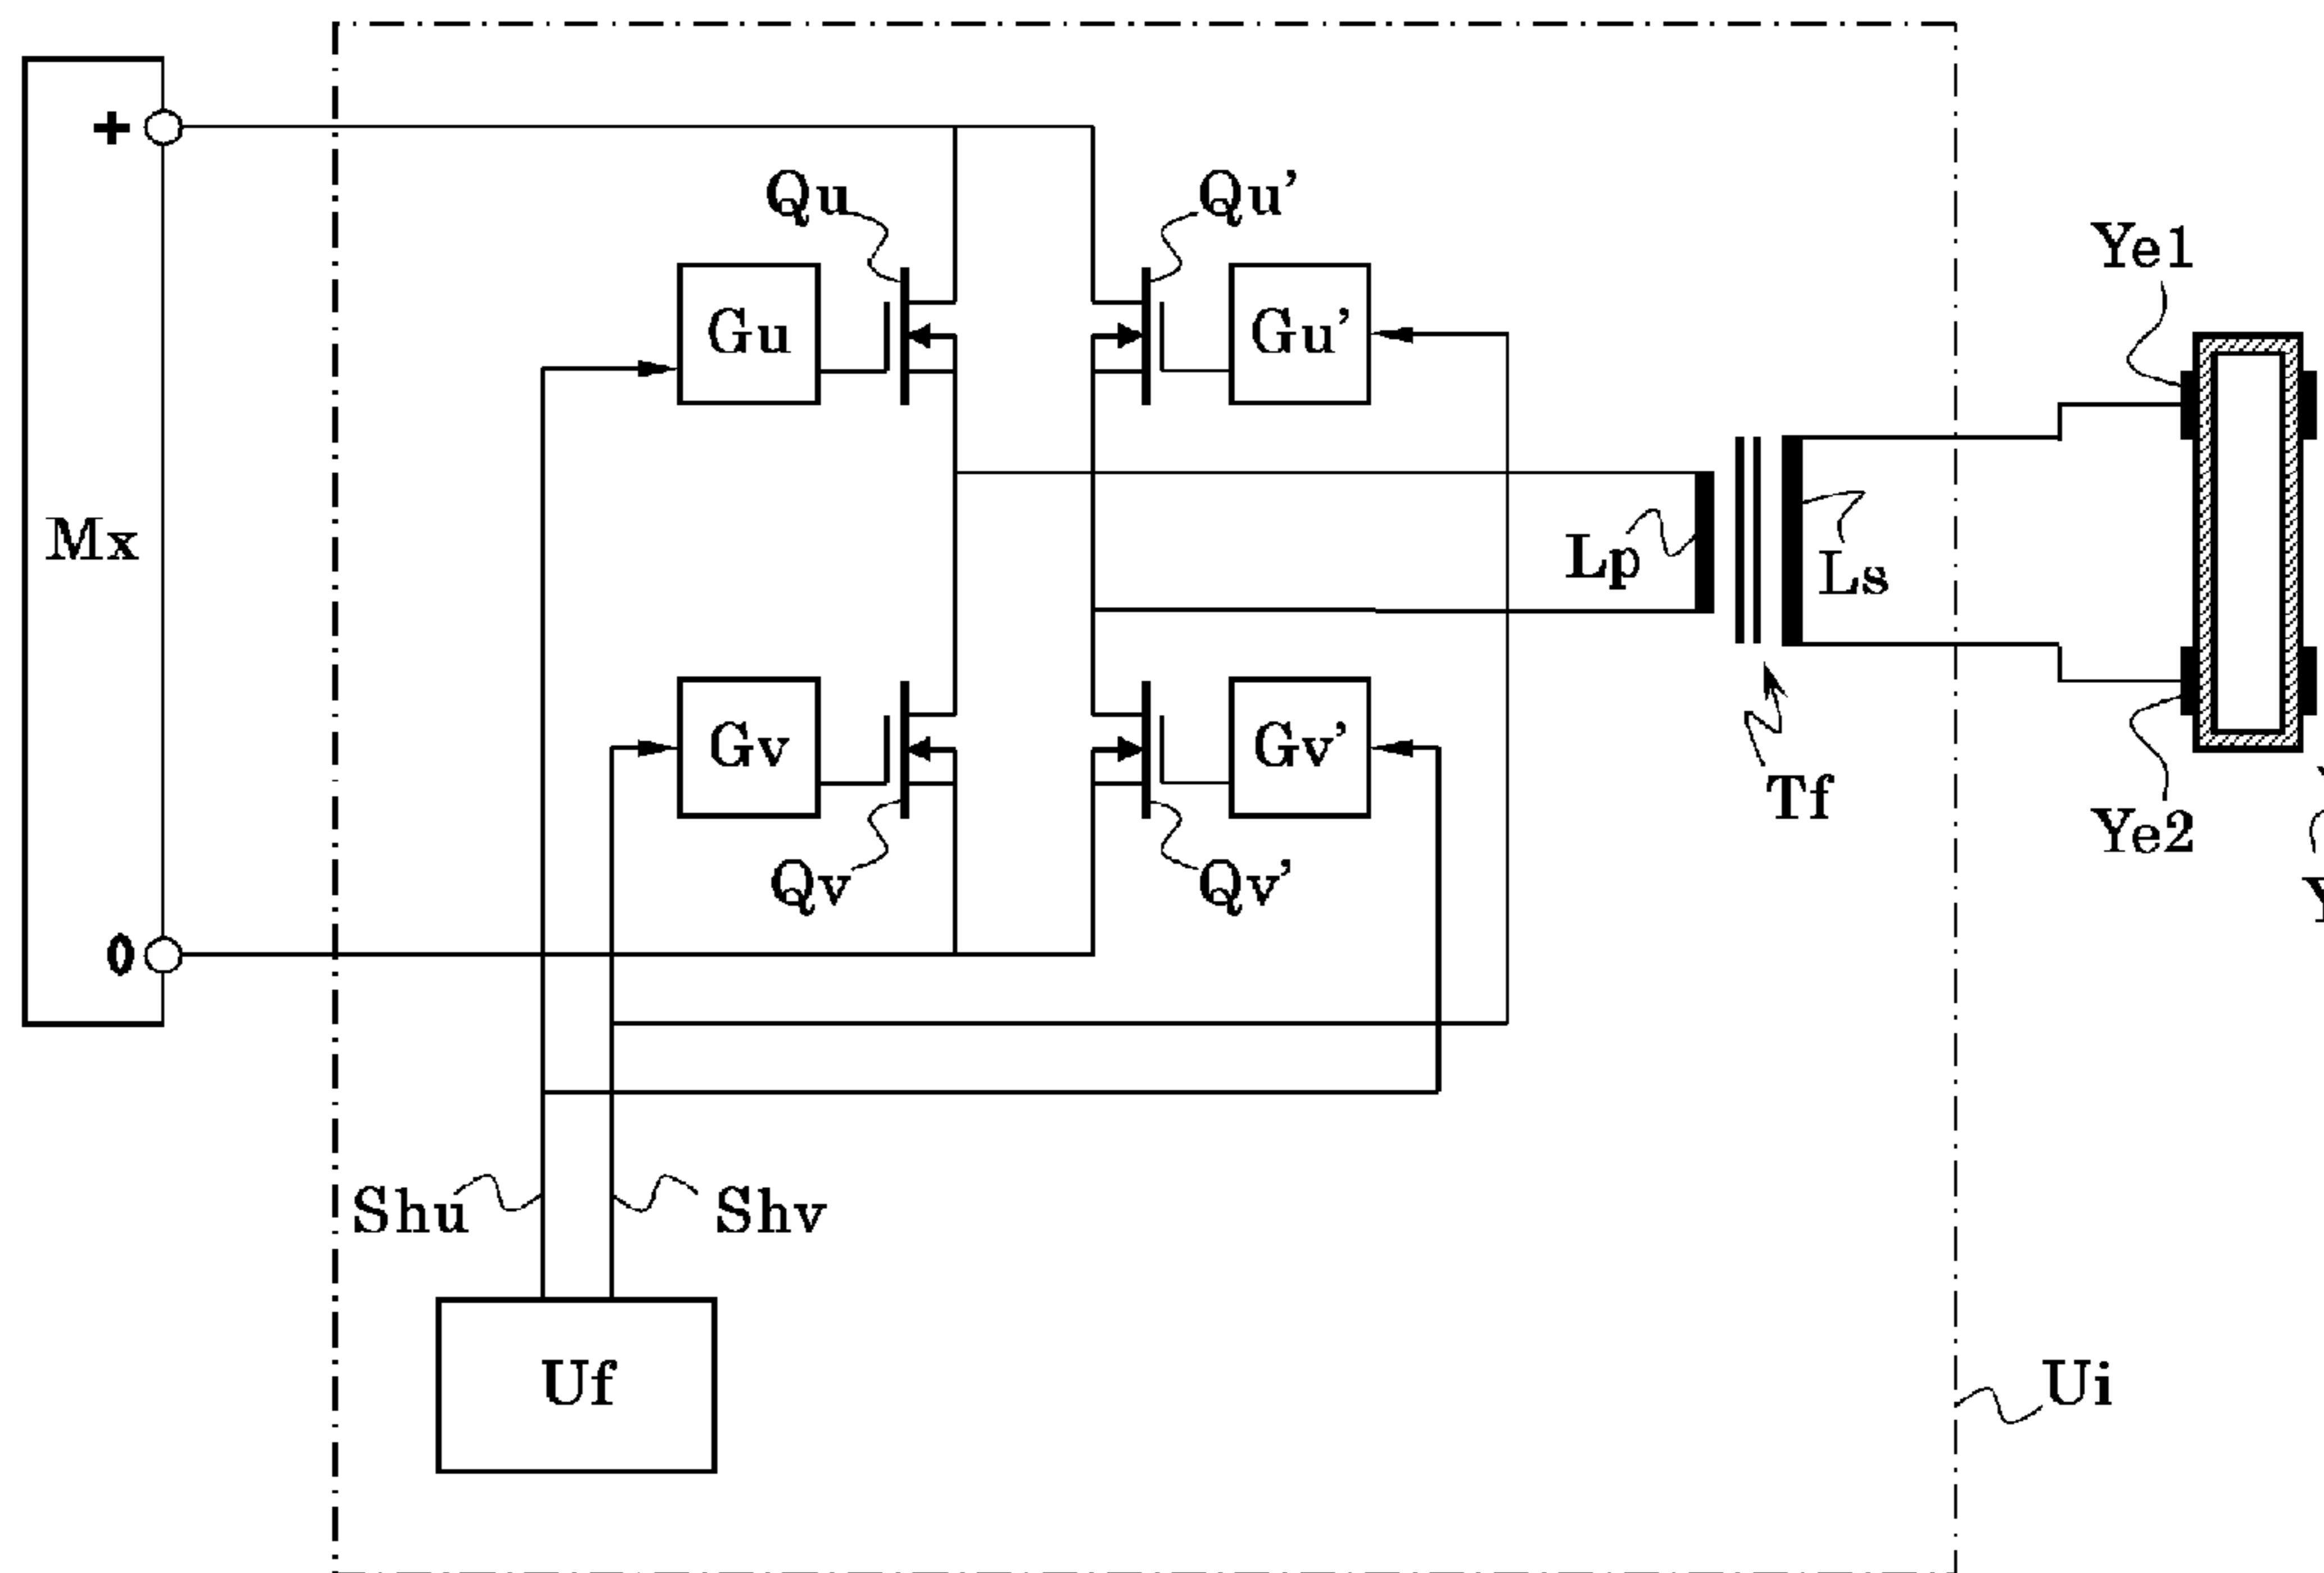 +
Qu
Qu’
Ye1
Gu
Gu’
Mx
Lp
Ls
Gv
Gv’
Tf
Ye2
Qv
Qv’
0
Shu
Shv
Uf
Ui